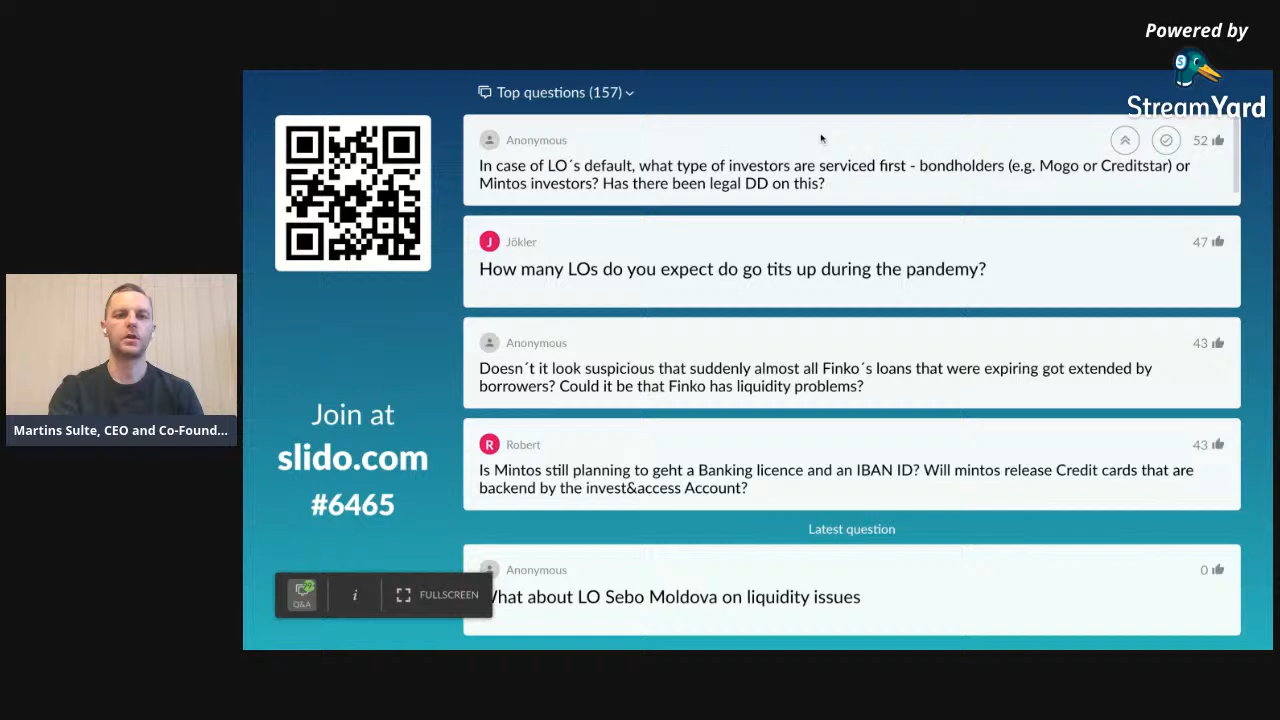 Powered by
StreamYard
Top questions (157)
Anonymous
52
In case of LO´s default, what type of investors are serviced first - bondholders (e.g. Mogo or Creditstar) or
Mintos investors? Has there been legal DD on this?
J
Jökler
47
How many LOs do you expect do go tits up during the pandemy?
Anonymous
43
Doesn´t it look suspicious that suddenly almost all Finko´s loans that were expiring got extended by
borrowers? Could it be that Finko has liquidity problems?
R
Robert
43
Is Mintos still planning to geht a Banking licence and an IBAN ID? Will mintos release Credit cards that are
backend by the invest&access Account?
Latest question
Anonymous
0
What about LO Sebo Moldova on liquidity issues
Join at
slido.com
#6465
Q&A
i
FULLSCREEN
Martins Sulte, CEO and Co-Found...